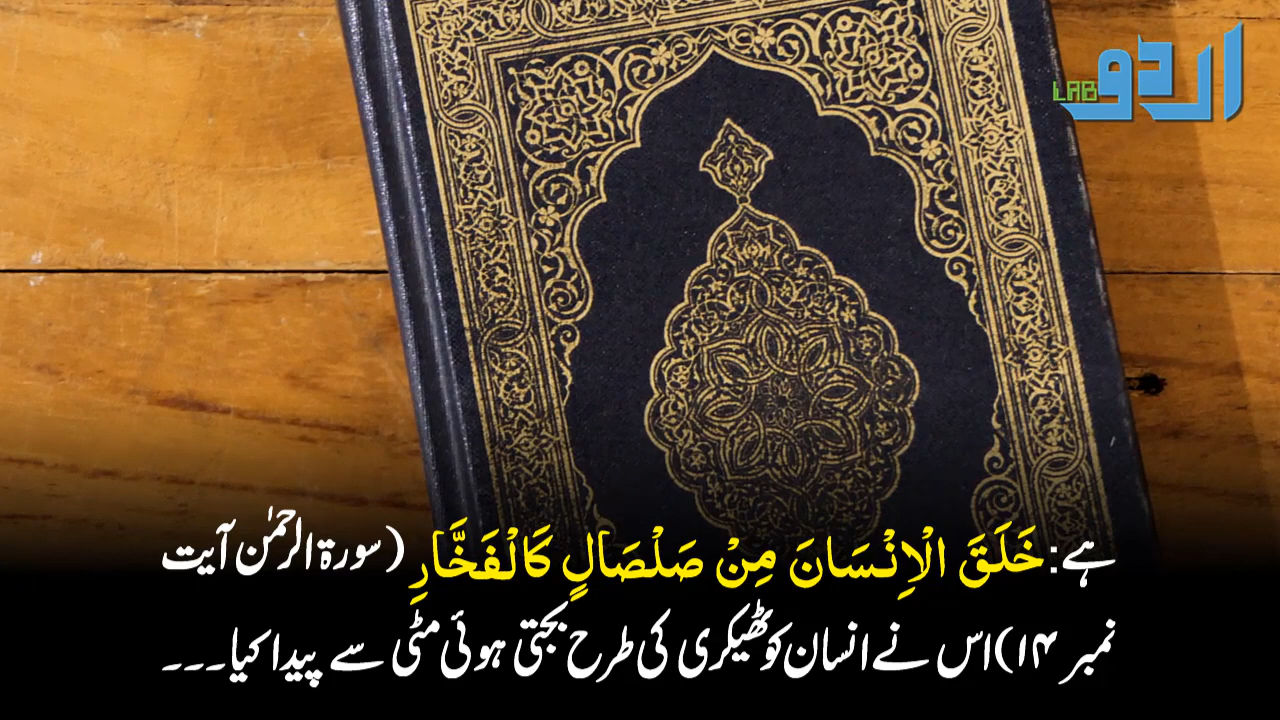 اردو LAB
ہے: خَلَقَ الْاِنْسَانَ مِنْ صَلْصَالٍ كَالْفَخَّارِ (سورۃ الرحمٰن آیت
نمبر ۱۴) اس نے انسان کو ٹھیکری کی طرح بجتی ہوئی مٹی سے پیدا کیا۔۔۔